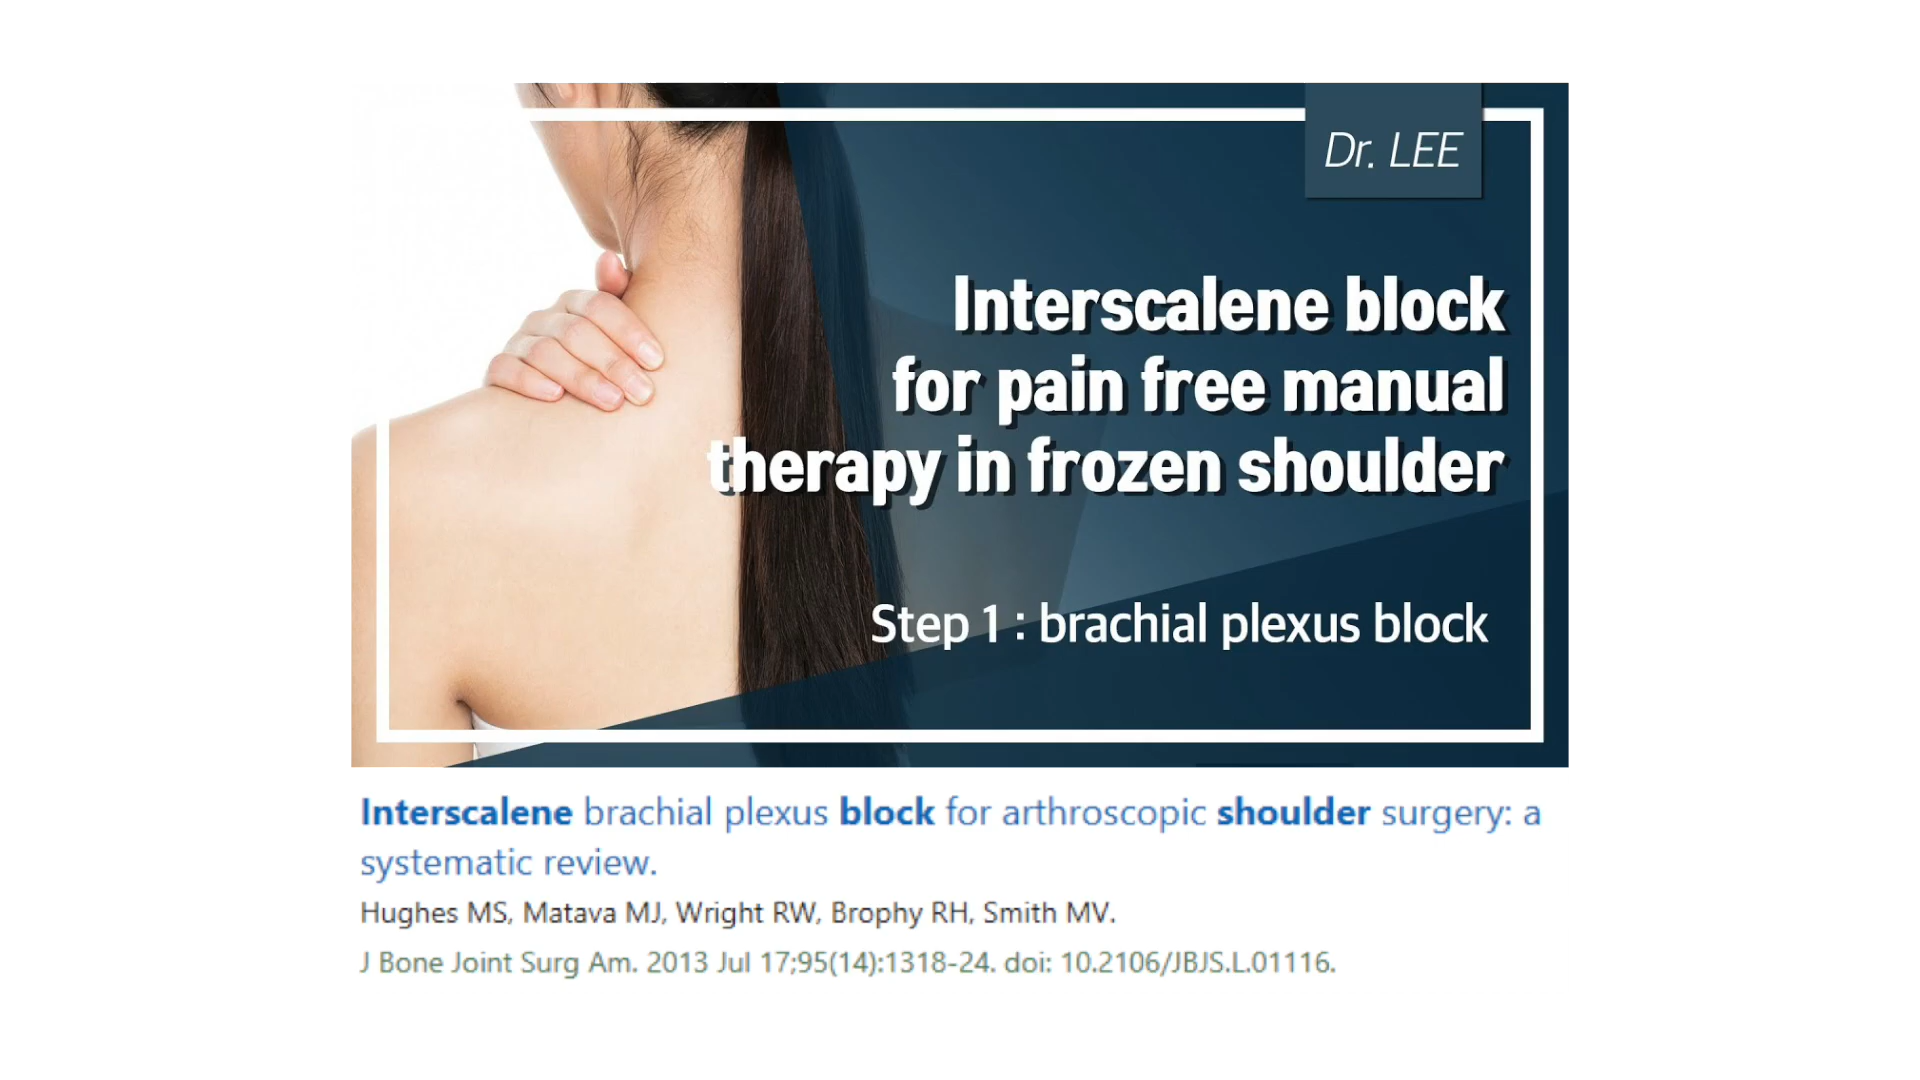 Dr. LEE
Interscalene block
for pain free manual
therapy in frozen shoulder
Step 1 : brachial plexus block
Interscalene brachial plexus block for arthroscopic shoulder surgery: a
systematic review.
Hughes MS, Matava MJ, Wright RW, Brophy RH, Smith MV.
J Bone Joint Surg Am. 2013 Jul 17;95(14):1318-24. doi: 10.2106/JBJS.L.01116.